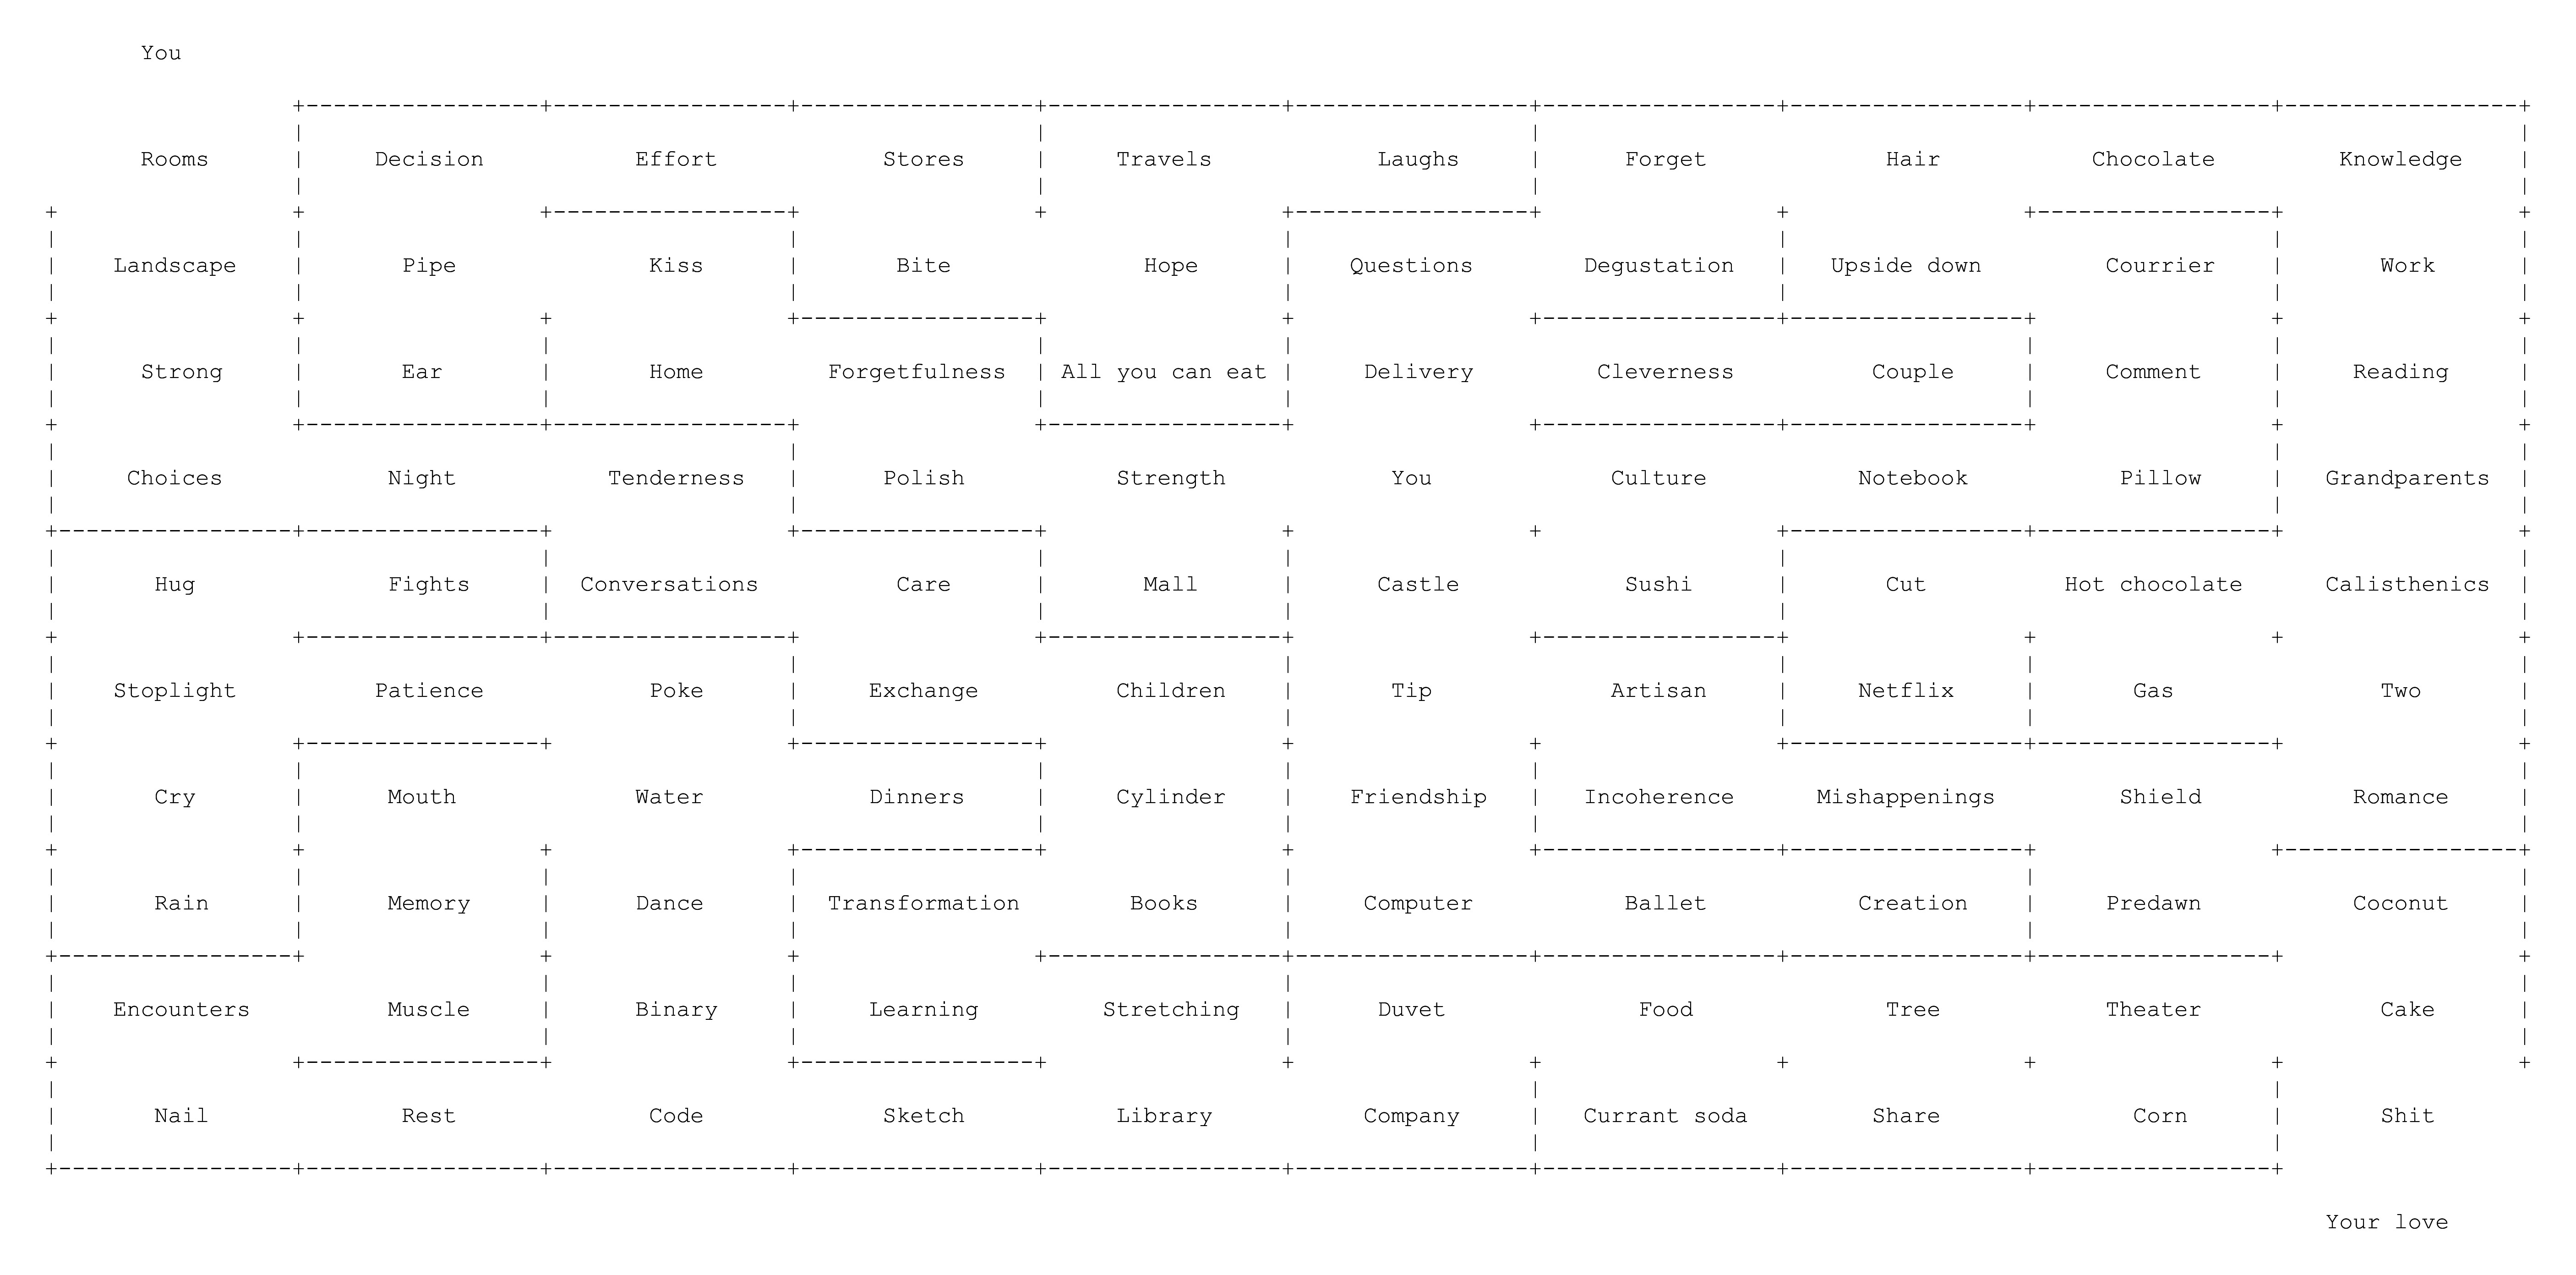 You
Rooms Decision Effort Stores Travels Laughs Forget Hair Chocolate Knowledge
Landscape Pipe Kiss Bite Hope Questions Degustation Upside down Courrier Work
Strong Ear Home Forgetfulness All you can eat Delivery Cleverness Couple Comment Reading
Choices Night Tenderness Polish Strength You Culture Notebook Pillow Grandparents
Hug Fights Conversations Care Mall Castle Sushi Cut Hot chocolate Calisthenics
Stoplight Patience Poke Exchange Children Tip Artisan Netflix Gas Two
Cry Mouth Water Dinners Cylinder Friendship Incoherence Mishappenings Shield Romance
Rain Memory Dance Transformation Books Computer Ballet Creation Predawn Coconut
Encounters Muscle Binary Learning Stretching Duvet Food Tree Theater Cake
Nail Rest Code Sketch Library Company Currant soda Share Corn Shit
Your love